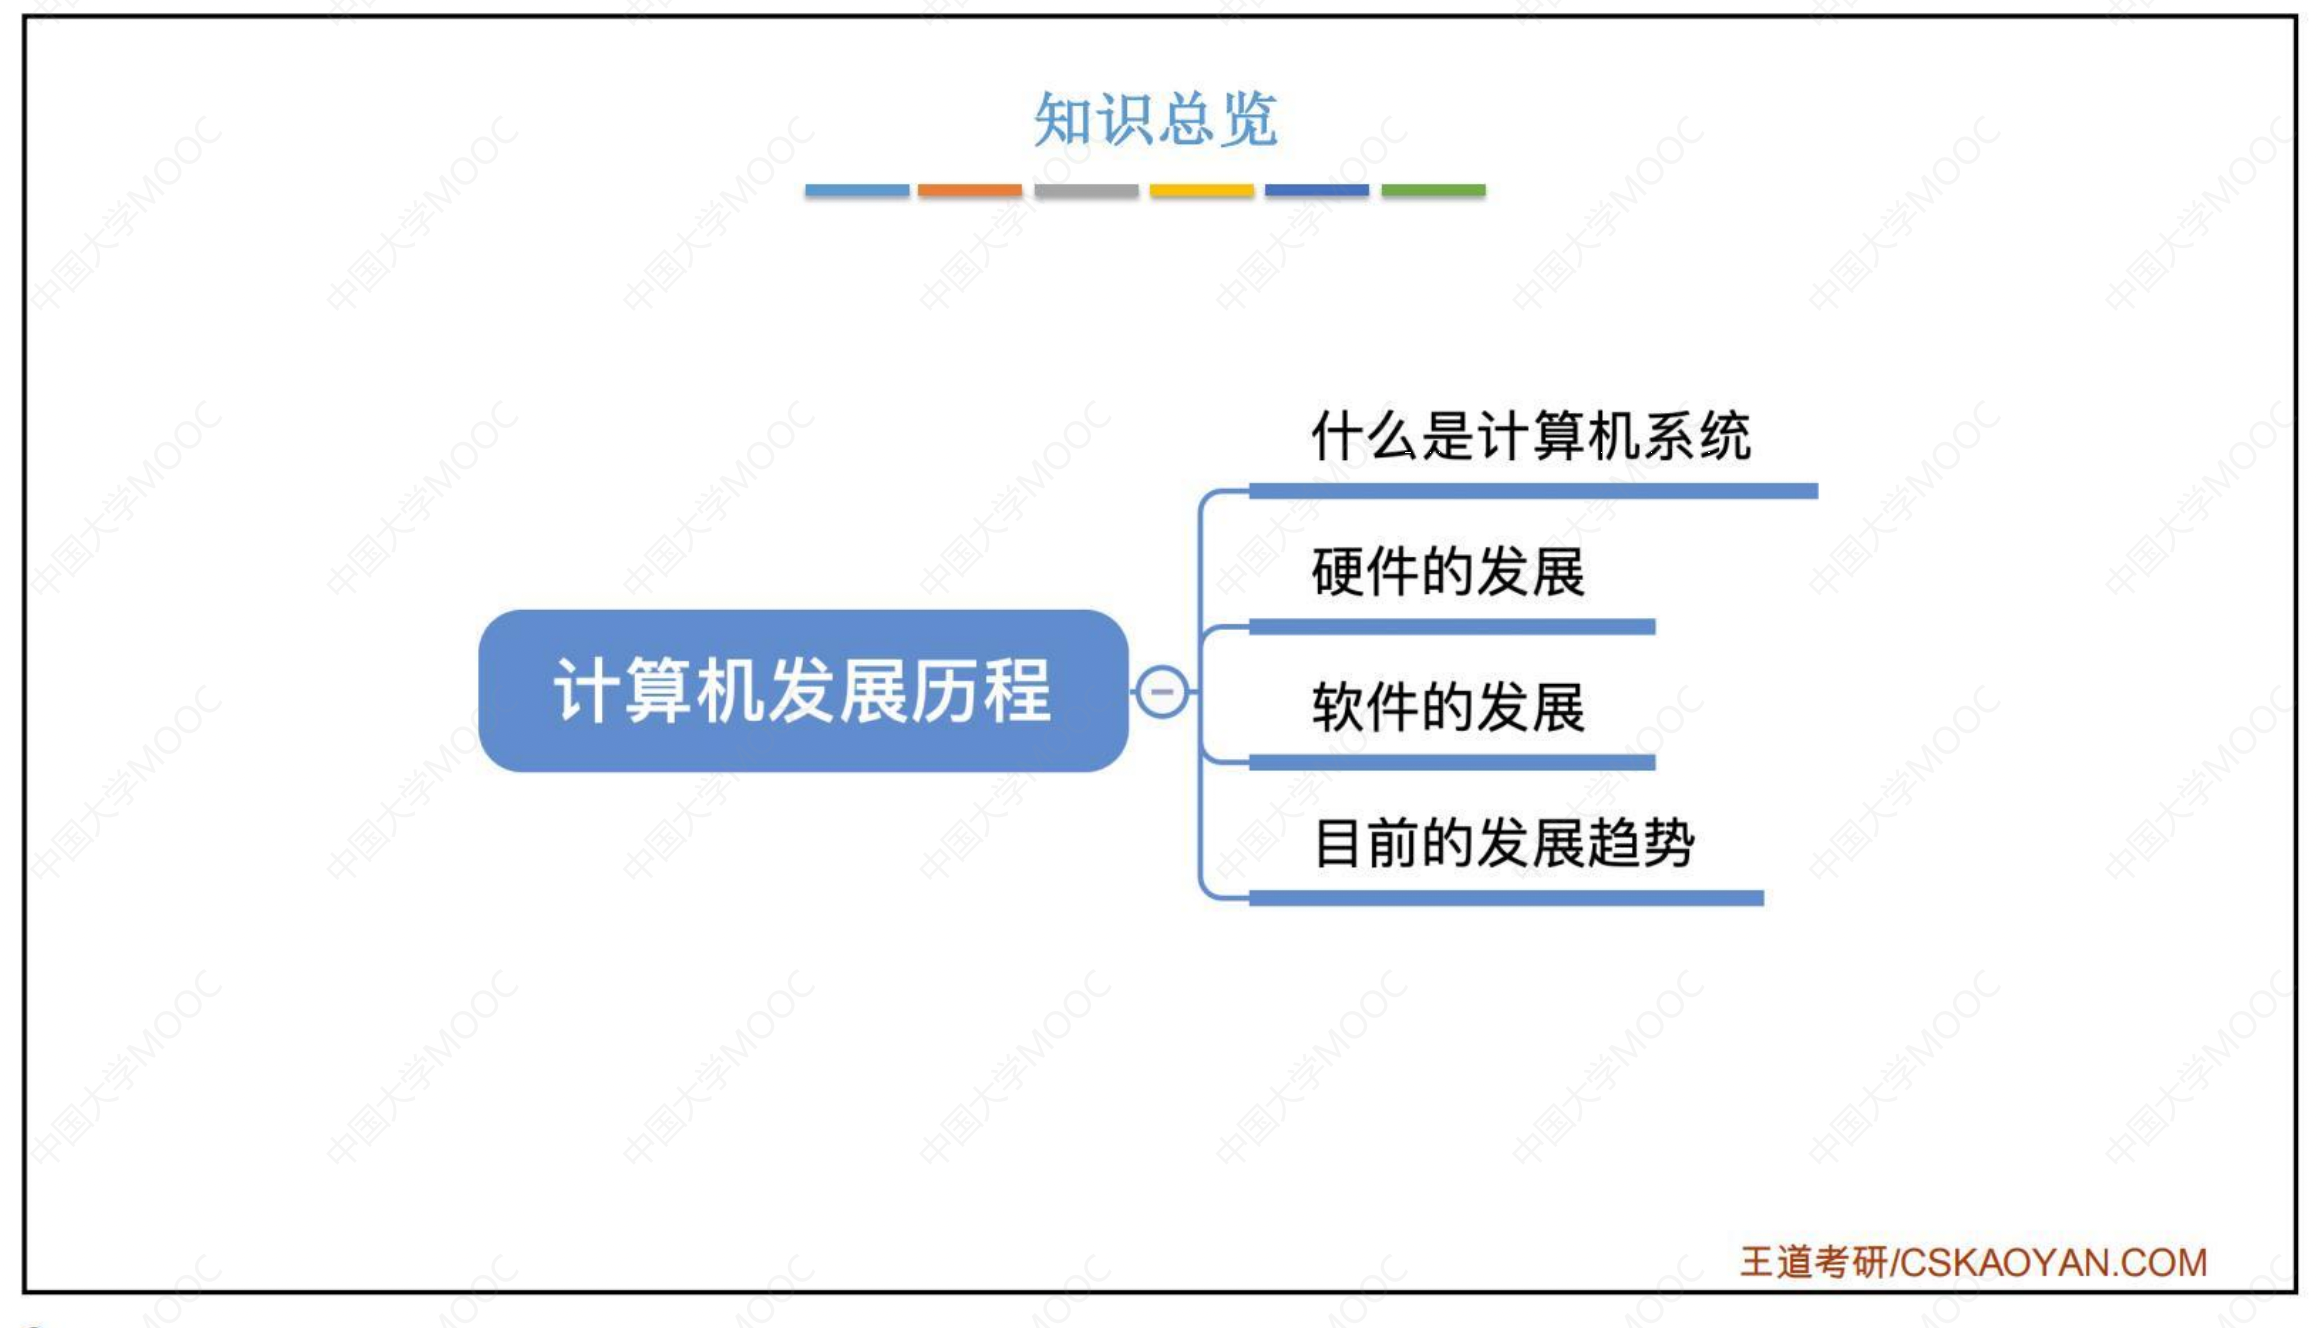 知识总览
什么是计算机系统
硬件的发展
计算机发展历程
软件的发展
目前的发展趋势
王道考研/CSKAOYAN.COM
中国大学MOOC